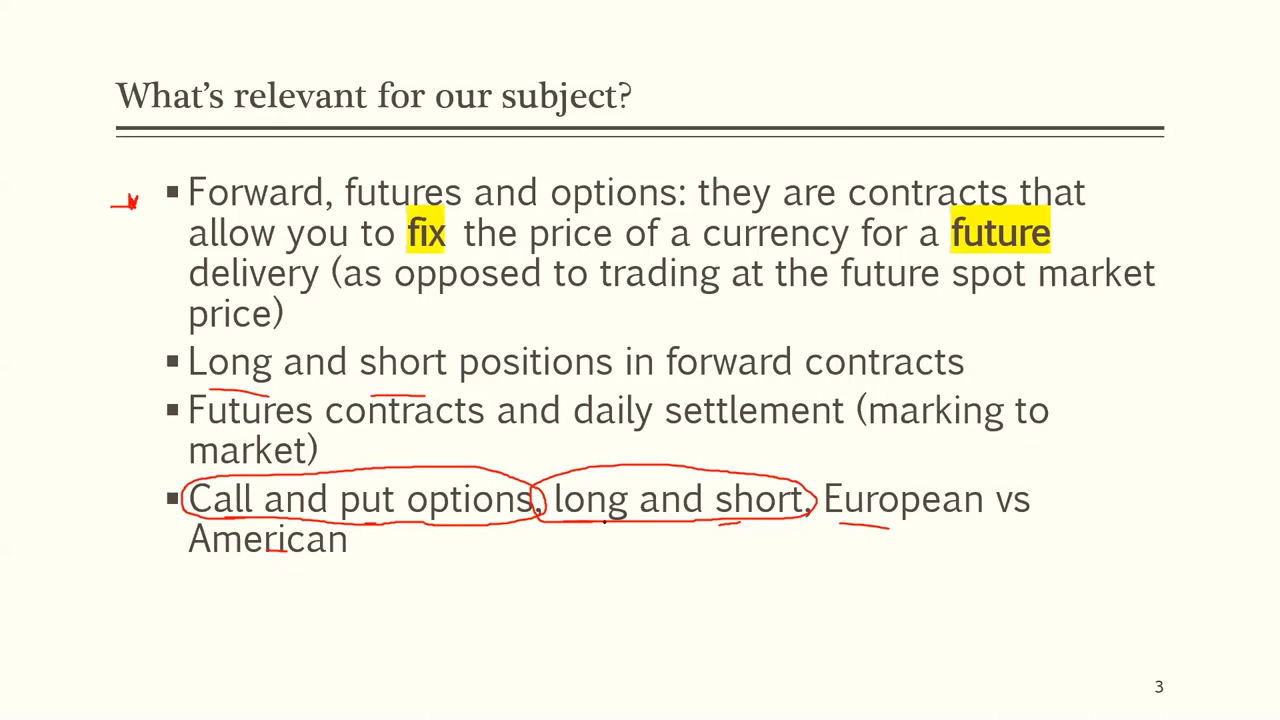 What's relevant for our subject?
▪ Forward, futures and options: they are contracts that
allow you to fix the price of a currency for a future
delivery (as opposed to trading at the future spot market
price)
▪ Long and short positions in forward contracts
▪ Futures contracts and daily settlement (marking to
market)
▪ Call and put options, long and short, European vs
American
3